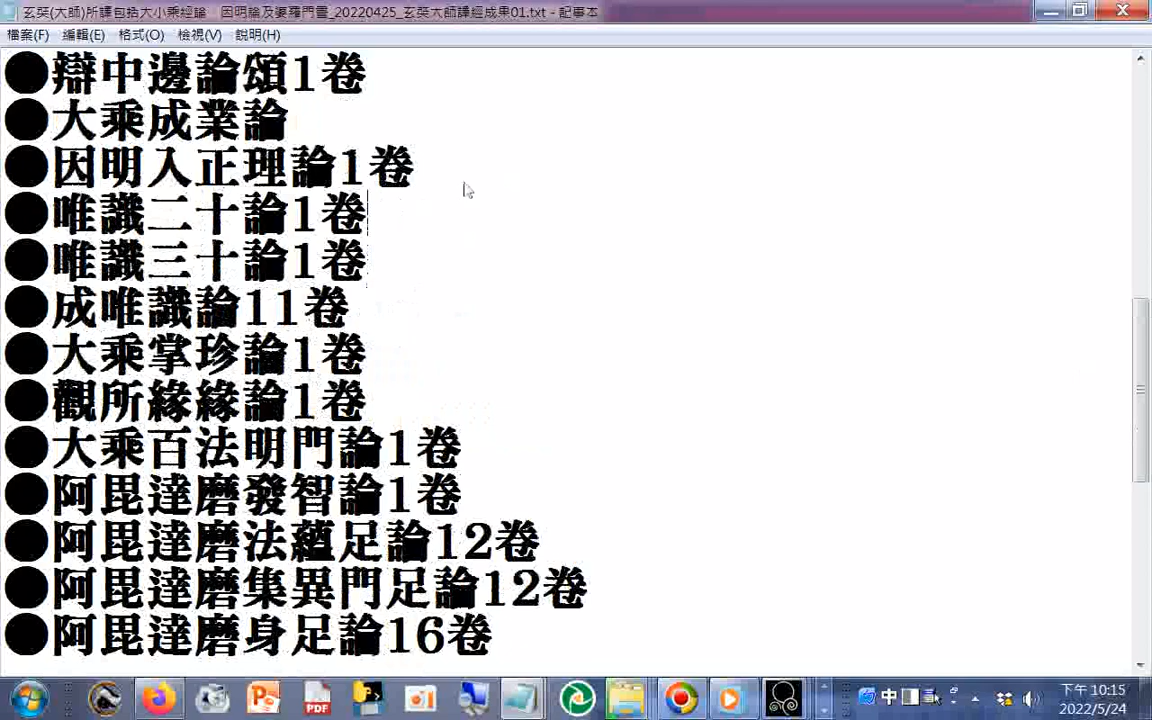 玄奘(大師)所譯包括大小乘經論　因明論及婆羅門書_20220425_玄奘大師譯經成果01.txt - 記事本
檔案(F) 編輯(E) 格式(O) 檢視(V) 說明(H)
●辯中邊論頌1卷
●大乘成業論
●因明入正理論1卷
●唯識二十論1卷
●唯識三十論1卷
●成唯識論11卷
●大乘掌珍論1卷
●觀所緣緣論1卷
●大乘百法明門論1卷
●阿毘達磨發智論1卷
●阿毘達磨法蘊足論12卷
●阿毘達磨集異門足論12卷
●阿毘達磨身足論16卷
PDF
中
下午 10:15
2022/5/24